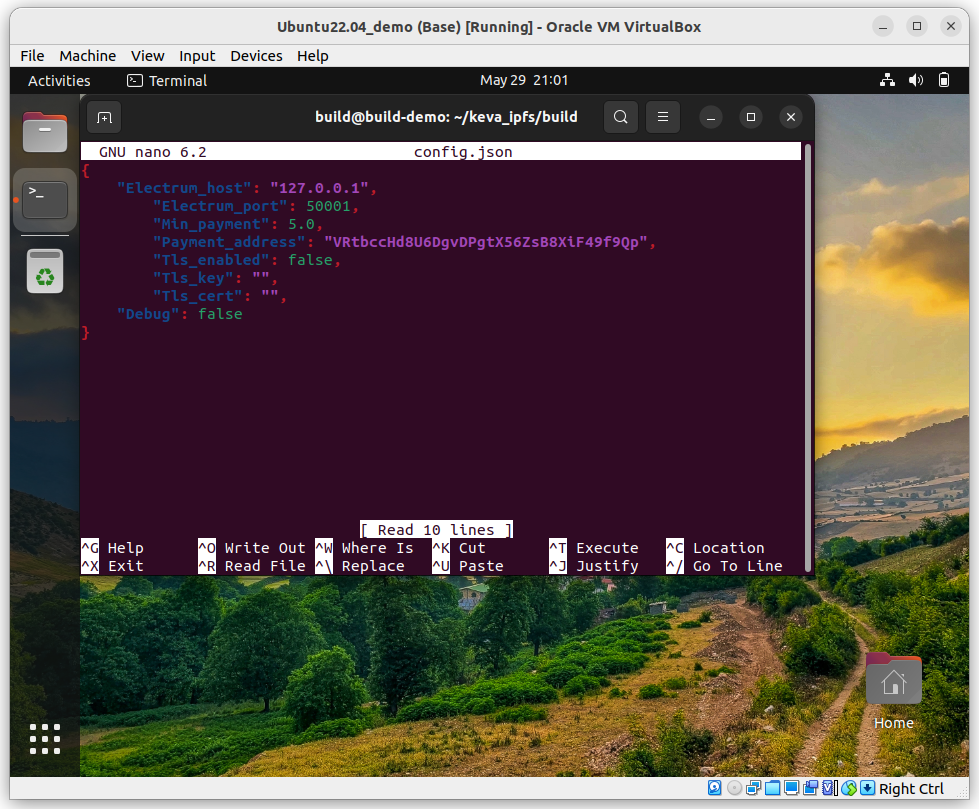 Ubuntu22.04_demo (Base) [Running] - Oracle VM VirtualBox
File Machine View Input Devices Help
Activities Terminal May 29 21:01
build@build-demo: ~/keva_ipfs/build
GNU nano 6.2 config.json
{
"Electrum_host": "127.0.0.1",
"Electrum_port": 50001,
"Min_payment": 5.0,
"Payment_address": "VRtbccHd8U6DgvDPgtX56ZsB8XiF49f9Qp",
"Tls_enabled": false,
"Tls_key": "",
"Tls_cert": "",
"Debug": false
}
[ Read 10 lines ]
^G Help ^O Write Out ^W Where Is ^K Cut ^T Execute ^C Location
^X Exit ^R Read File ^\ Replace ^U Paste ^J Justify ^/ Go To Line
Home
Right Ctrl